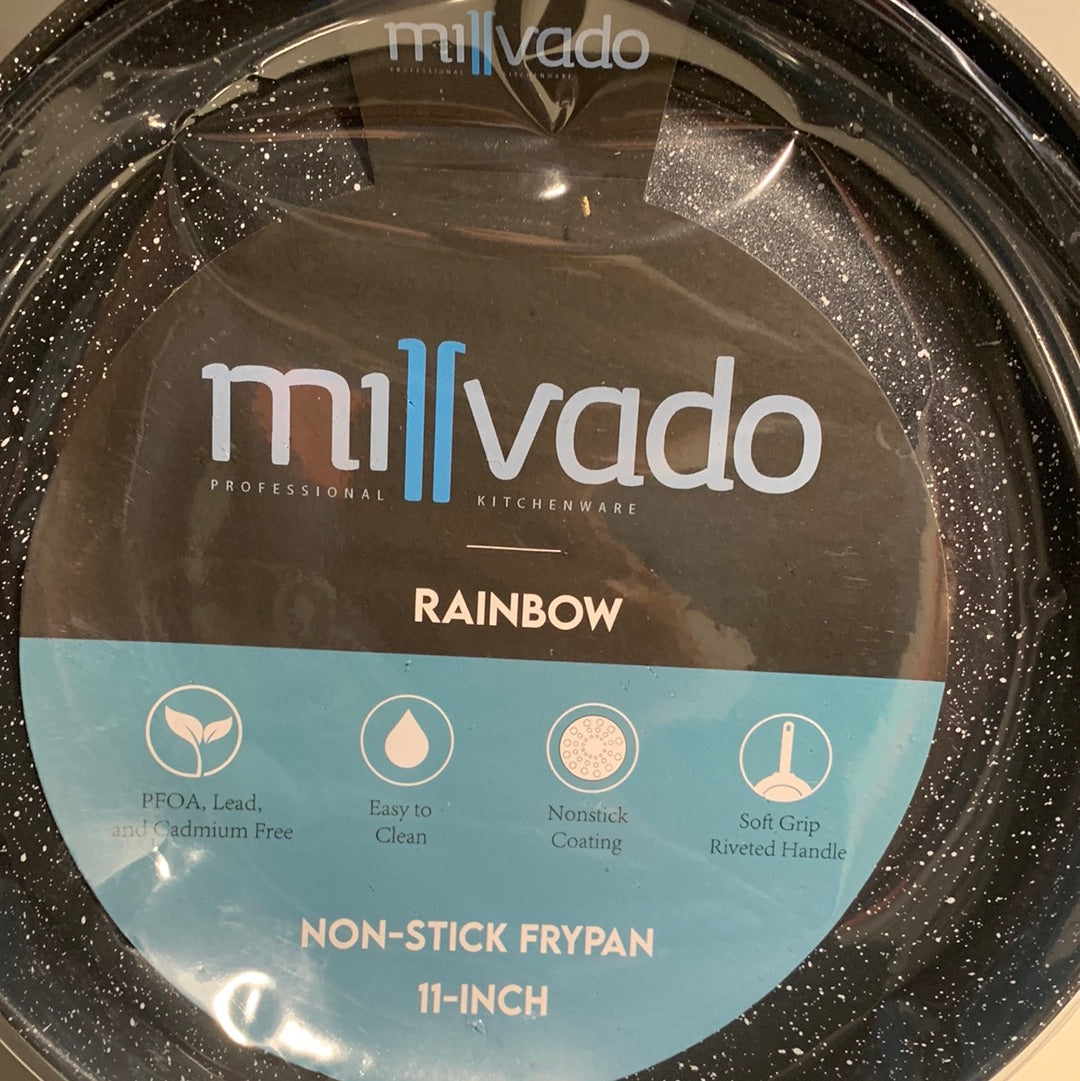 millvado
PROFESSIONAL KITCHENWARE
millvado
PROFESSIONAL KITCHENWARE
RAINBOW
PFOA, Lead,
and Cadmium Free
Easy to
Clean
Nonstick
Coating
Soft Grip
Riveted Handle
NON-STICK FRYPAN
11-INCH